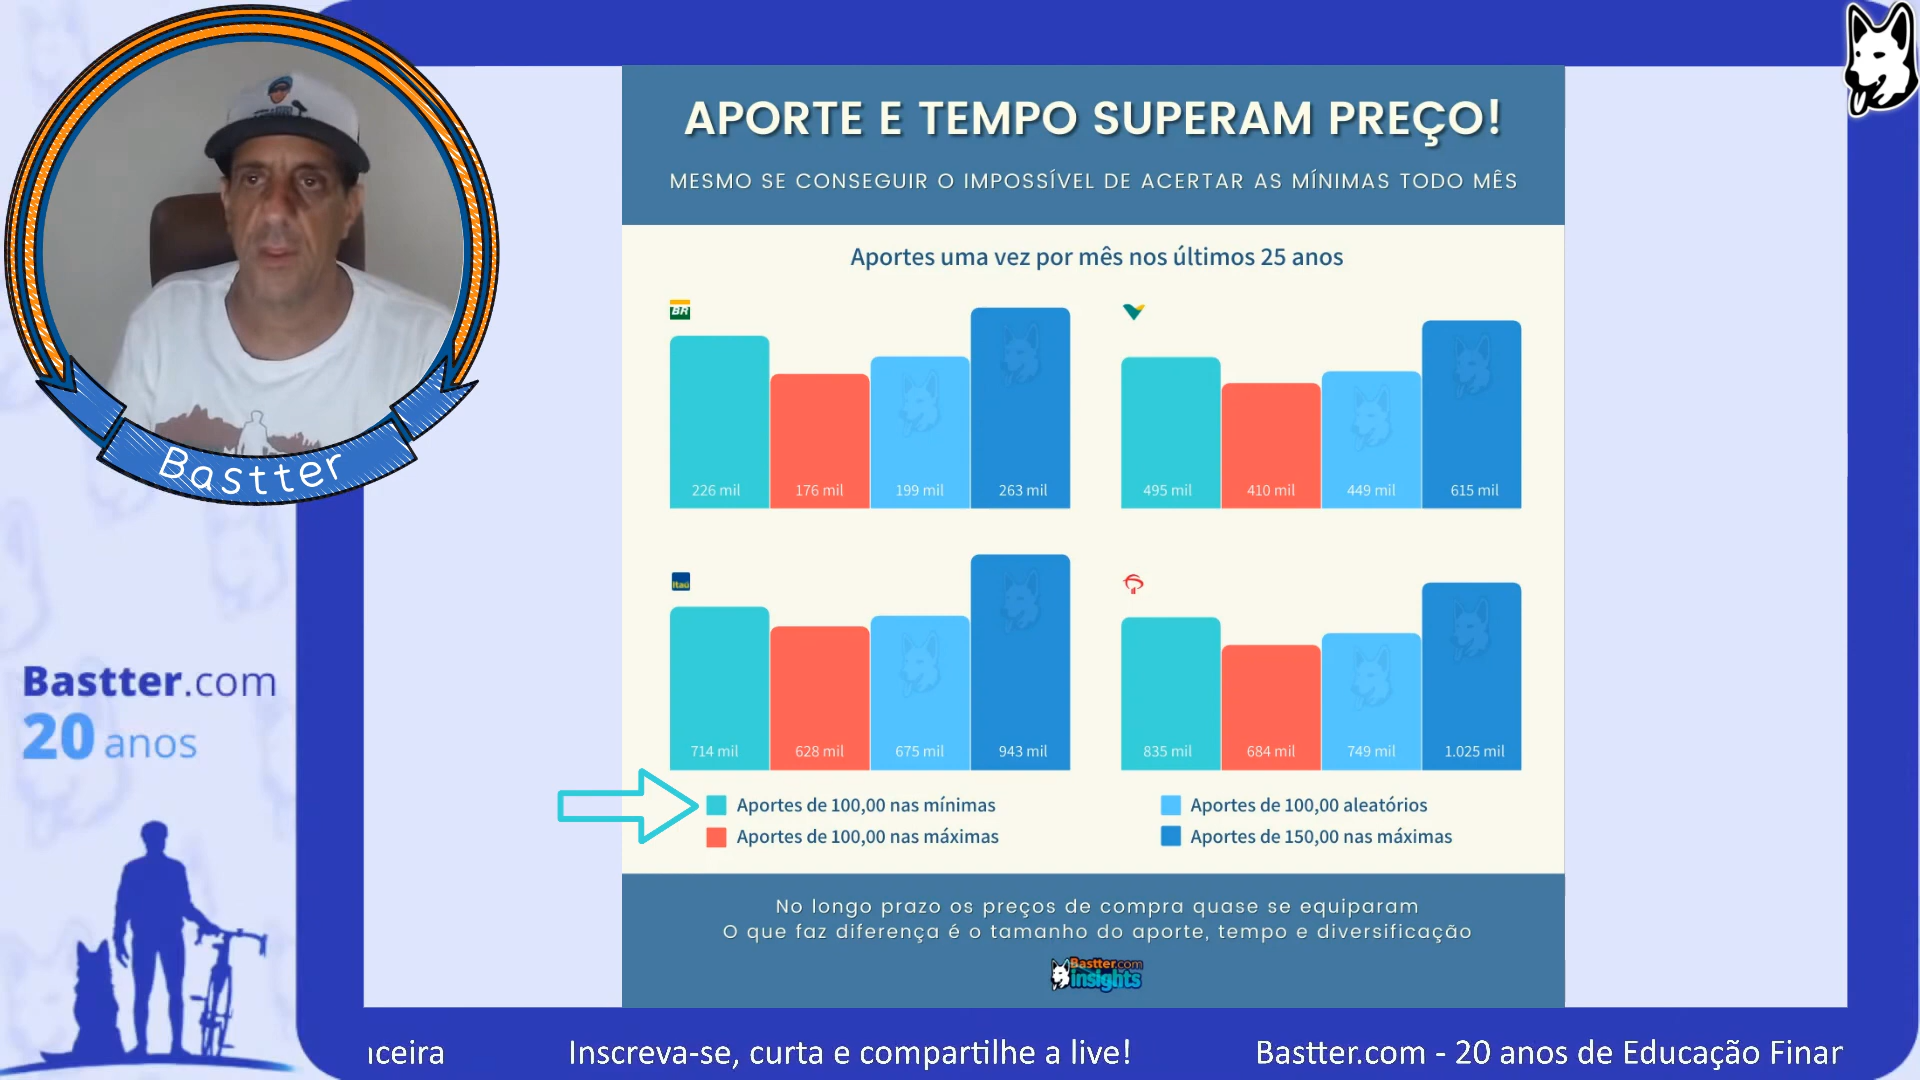 Bastter
Bastter.com
20 anos
APORTE E TEMPO SUPERAM PREÇO!
MESMO SE CONSEGUIR O IMPOSSÍVEL DE ACERTAR AS MÍNIMAS TODO MÊS
Aportes uma vez por mês nos últimos 25 anos
BR
226 mil
176 mil
199 mil
263 mil
495 mil
410 mil
449 mil
615 mil
Itaú
714 mil
628 mil
675 mil
943 mil
835 mil
684 mil
749 mil
1.025 mil
Aportes de 100,00 nas mínimas
Aportes de 100,00 aleatórios
Aportes de 100,00 nas máximas
Aportes de 150,00 nas máximas
No longo prazo os preços de compra quase se equiparam
O que faz diferença é o tamanho do aporte, tempo e diversificação
Bastter.com
insights
nceira Inscreva-se, curta e compartilhe a live! Bastter.com - 20 anos de Educação Finar